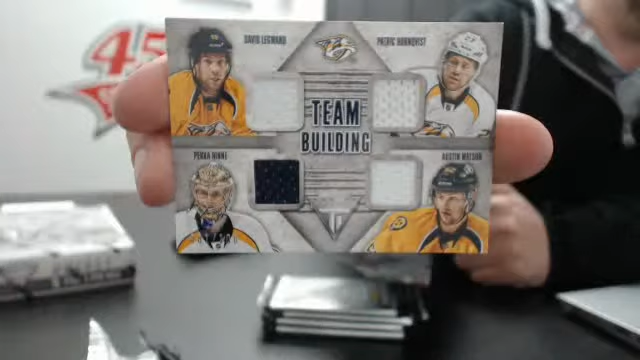 45
DAVID LEGWAND
PATRIC HORNQVIST
TEAM
BUILDING
PEKKA RINNE
AUSTIN WATSON